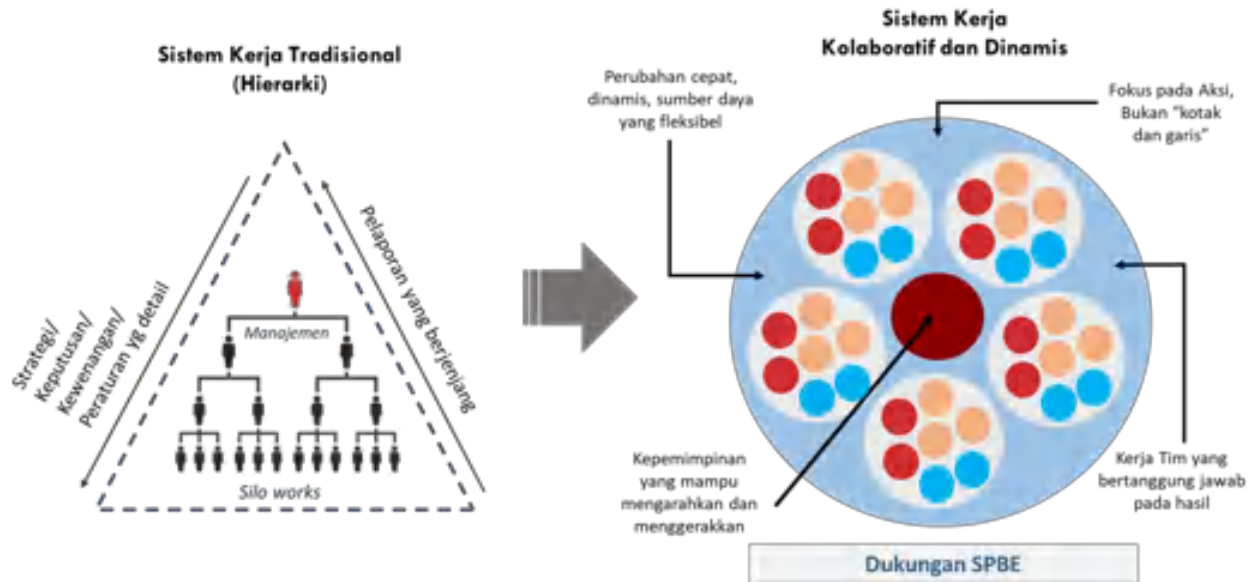 Sistem Kerja Tradisional
(Hierarki)
Strategi/
Keputusan/
Kewenangan/
Peraturan yg detail
Pelaporan yang berjenjang
Manajemen
Silo works
Sistem Kerja
Kolaboratif dan Dinamis
Perubahan cepat,
dinamis, sumber daya
yang fleksibel
Fokus pada Aksi,
Bukan "kotak
dan garis"
Kepemimpinan
yang mampu
mengarahkan dan
menggerakkan
Kerja Tim yang
bertanggung jawab
pada hasil
Dukungan SPBE